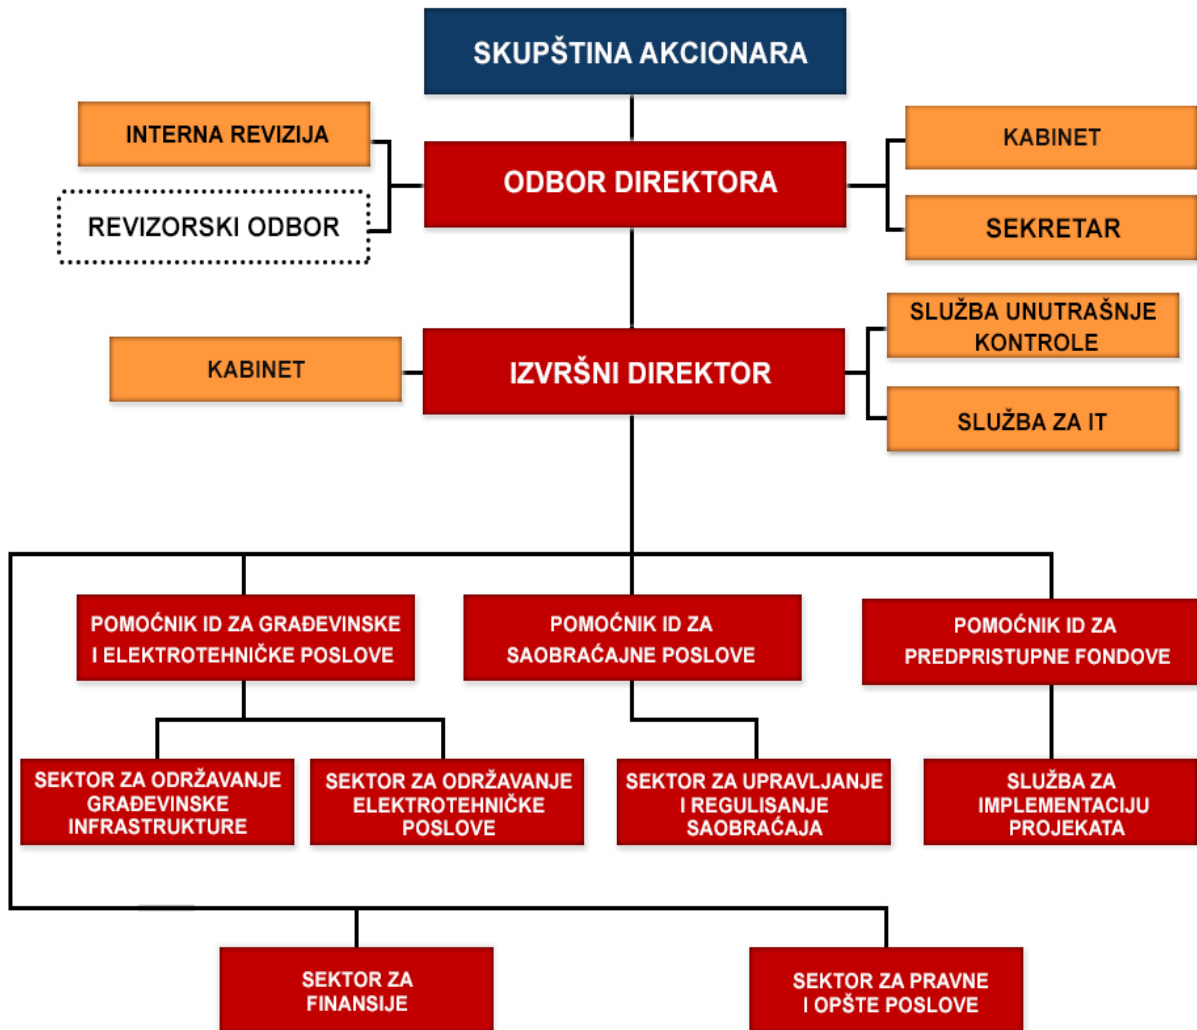 SKUPŠTINA AKCIONARA
INTERNA REVIZIJA
KABINET
ODBOR DIREKTORA
REVIZORSKI ODBOR
SEKRETAR
SLUŽBA UNUTRAŠNJE
KONTROLE
KABINET
IZVRŠNI DIREKTOR
SLUŽBA ZA IT
POMOĆNIK ID ZA GRAĐEVINSKE
I ELEKTROTEHNIČKE POSLOVE
POMOĆNIK ID ZA
SAOBRAĆAJNE POSLOVE
POMOĆNIK ID ZA
PREDPRISTUPNE FONDOVE
SEKTOR ZA ODRŽAVANJE
GRAĐEVINSKE
INFRASTRUKTURE
SEKTOR ZA ODRŽAVANJE
ELEKTROTEHNIČKE
POSLOVE
SEKTOR ZA UPRAVLJANJE
I REGULISANJE
SAOBRAĆAJA
SLUŽBA ZA
IMPLEMENTACIJU
PROJEKATA
SEKTOR ZA
FINANSIJE
SEKTOR ZA PRAVNE
I OPŠTE POSLOVE